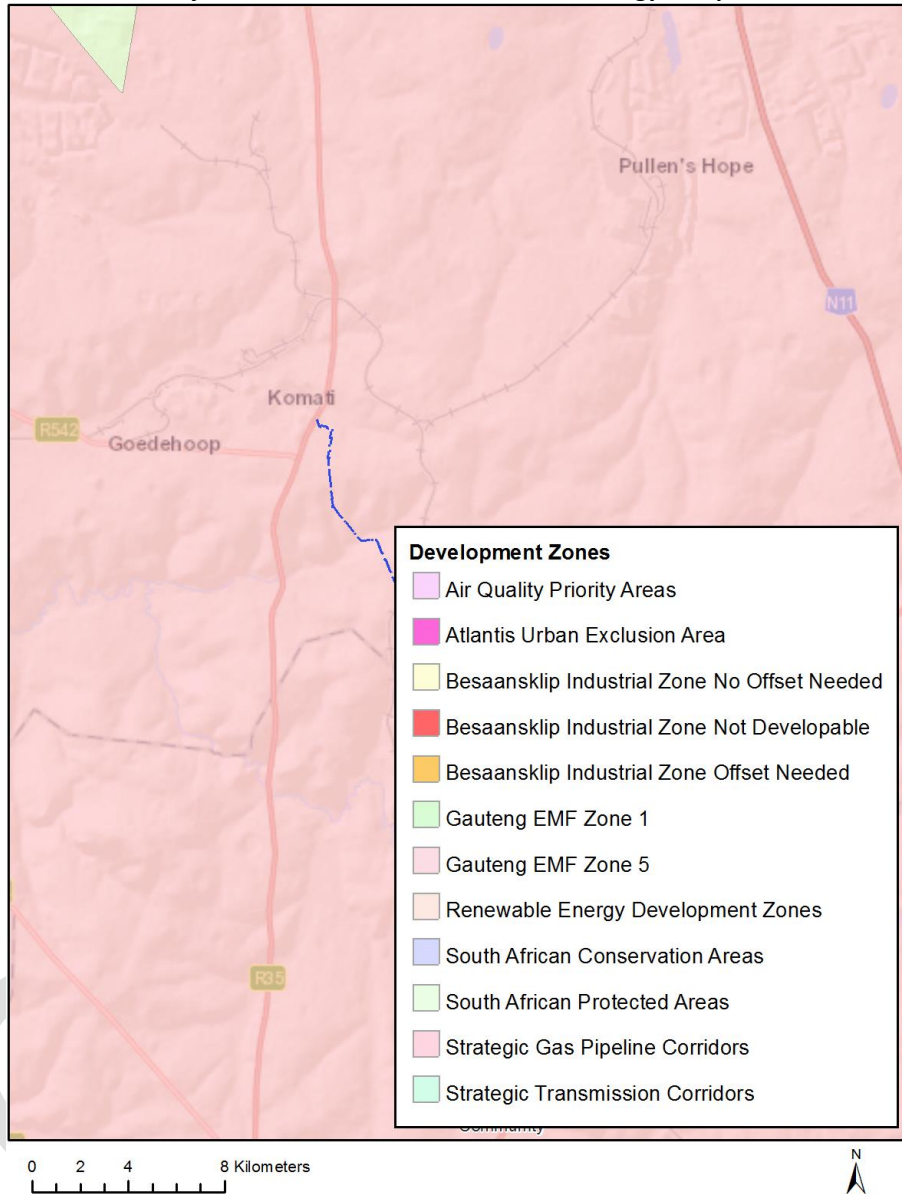 Pullen's Hope
N11
Komati
R542
Goedehoop
Development Zones
Air Quality Priority Areas
Atlantis Urban Exclusion Area
Besaansklip Industrial Zone No Offset Needed
Besaansklip Industrial Zone Not Developable
Besaansklip Industrial Zone Offset Needed
Gauteng EMF Zone 1
Gauteng EMF Zone 5
Renewable Energy Development Zones
South African Conservation Areas
R35
South African Protected Areas
Strategic Gas Pipeline Corridors
Strategic Transmission Corridors
Community
0 2 4 8 Kilometers
N